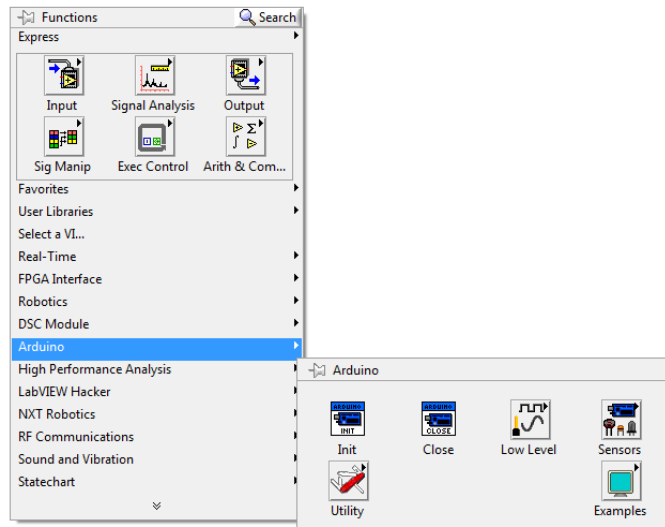 Functions
Search
Express
Input Signal Analysis Output
Sig Manip Exec Control Arith & Com...
Favorites
User Libraries
Select a VI...
Real-Time
FPGA Interface
Robotics
DSC Module
Arduino
High Performance Analysis
LabVIEW Hacker
NXT Robotics
RF Communications
Sound and Vibration
Statechart
Arduino
ARDUINO ARDUINO
INIT CLOSE
Init Close Low Level Sensors
Utility Examples